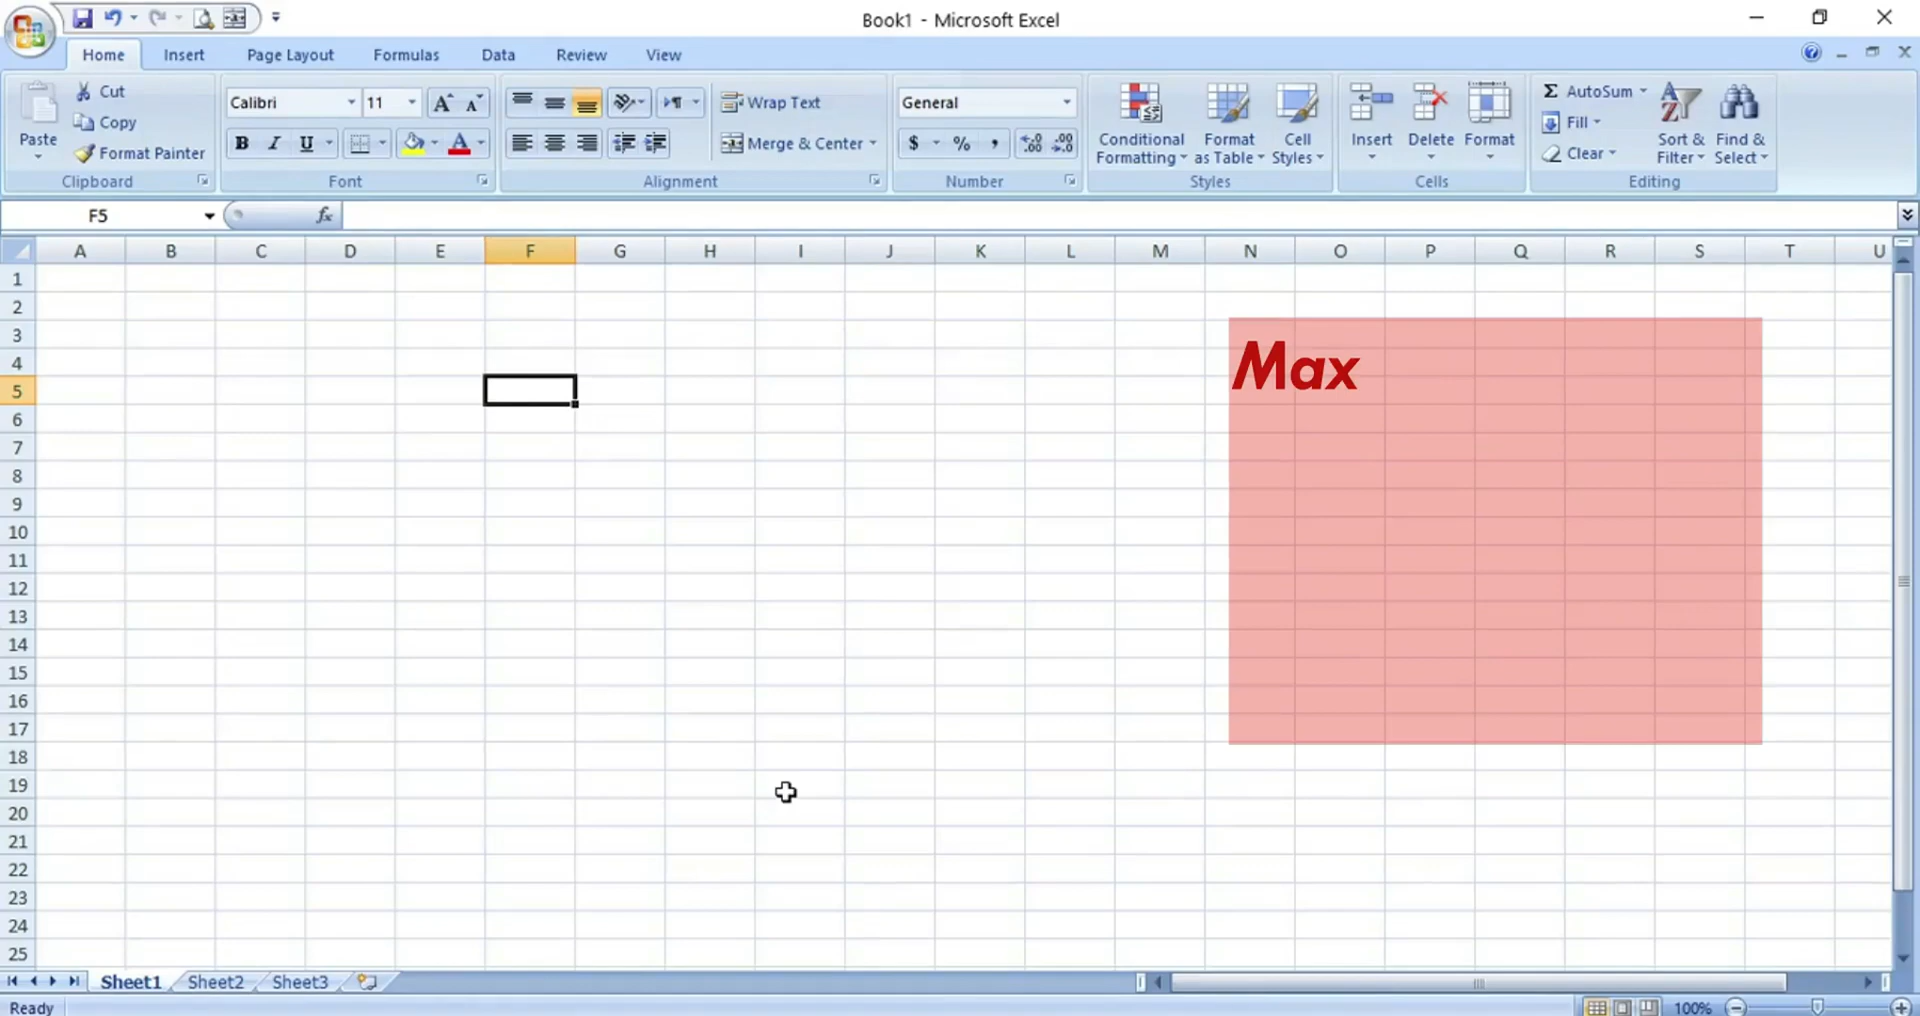 Book1 - Microsoft Excel
Home Insert Page Layout Formulas Data Review View
Paste
Cut
Copy
Format Painter
Clipboard
Calibri 11
B I U
Font
Wrap Text
Merge & Center
Alignment
General
$ % ,
Number
Conditional Formatting
Format as Table
Cell Styles
Styles
Insert
Delete
Format
Cells
Σ AutoSum
Fill
Clear
Sort & Filter
Find & Select
Editing
F5
fx
A B C D E F G H I J K L M N O P Q R S T U
1
2
3
4
5
6
7
8
9
10
11
12
13
14
15
16
17
18
19
20
21
22
23
24
25
Max
Sheet1 Sheet2 Sheet3
Ready
100%